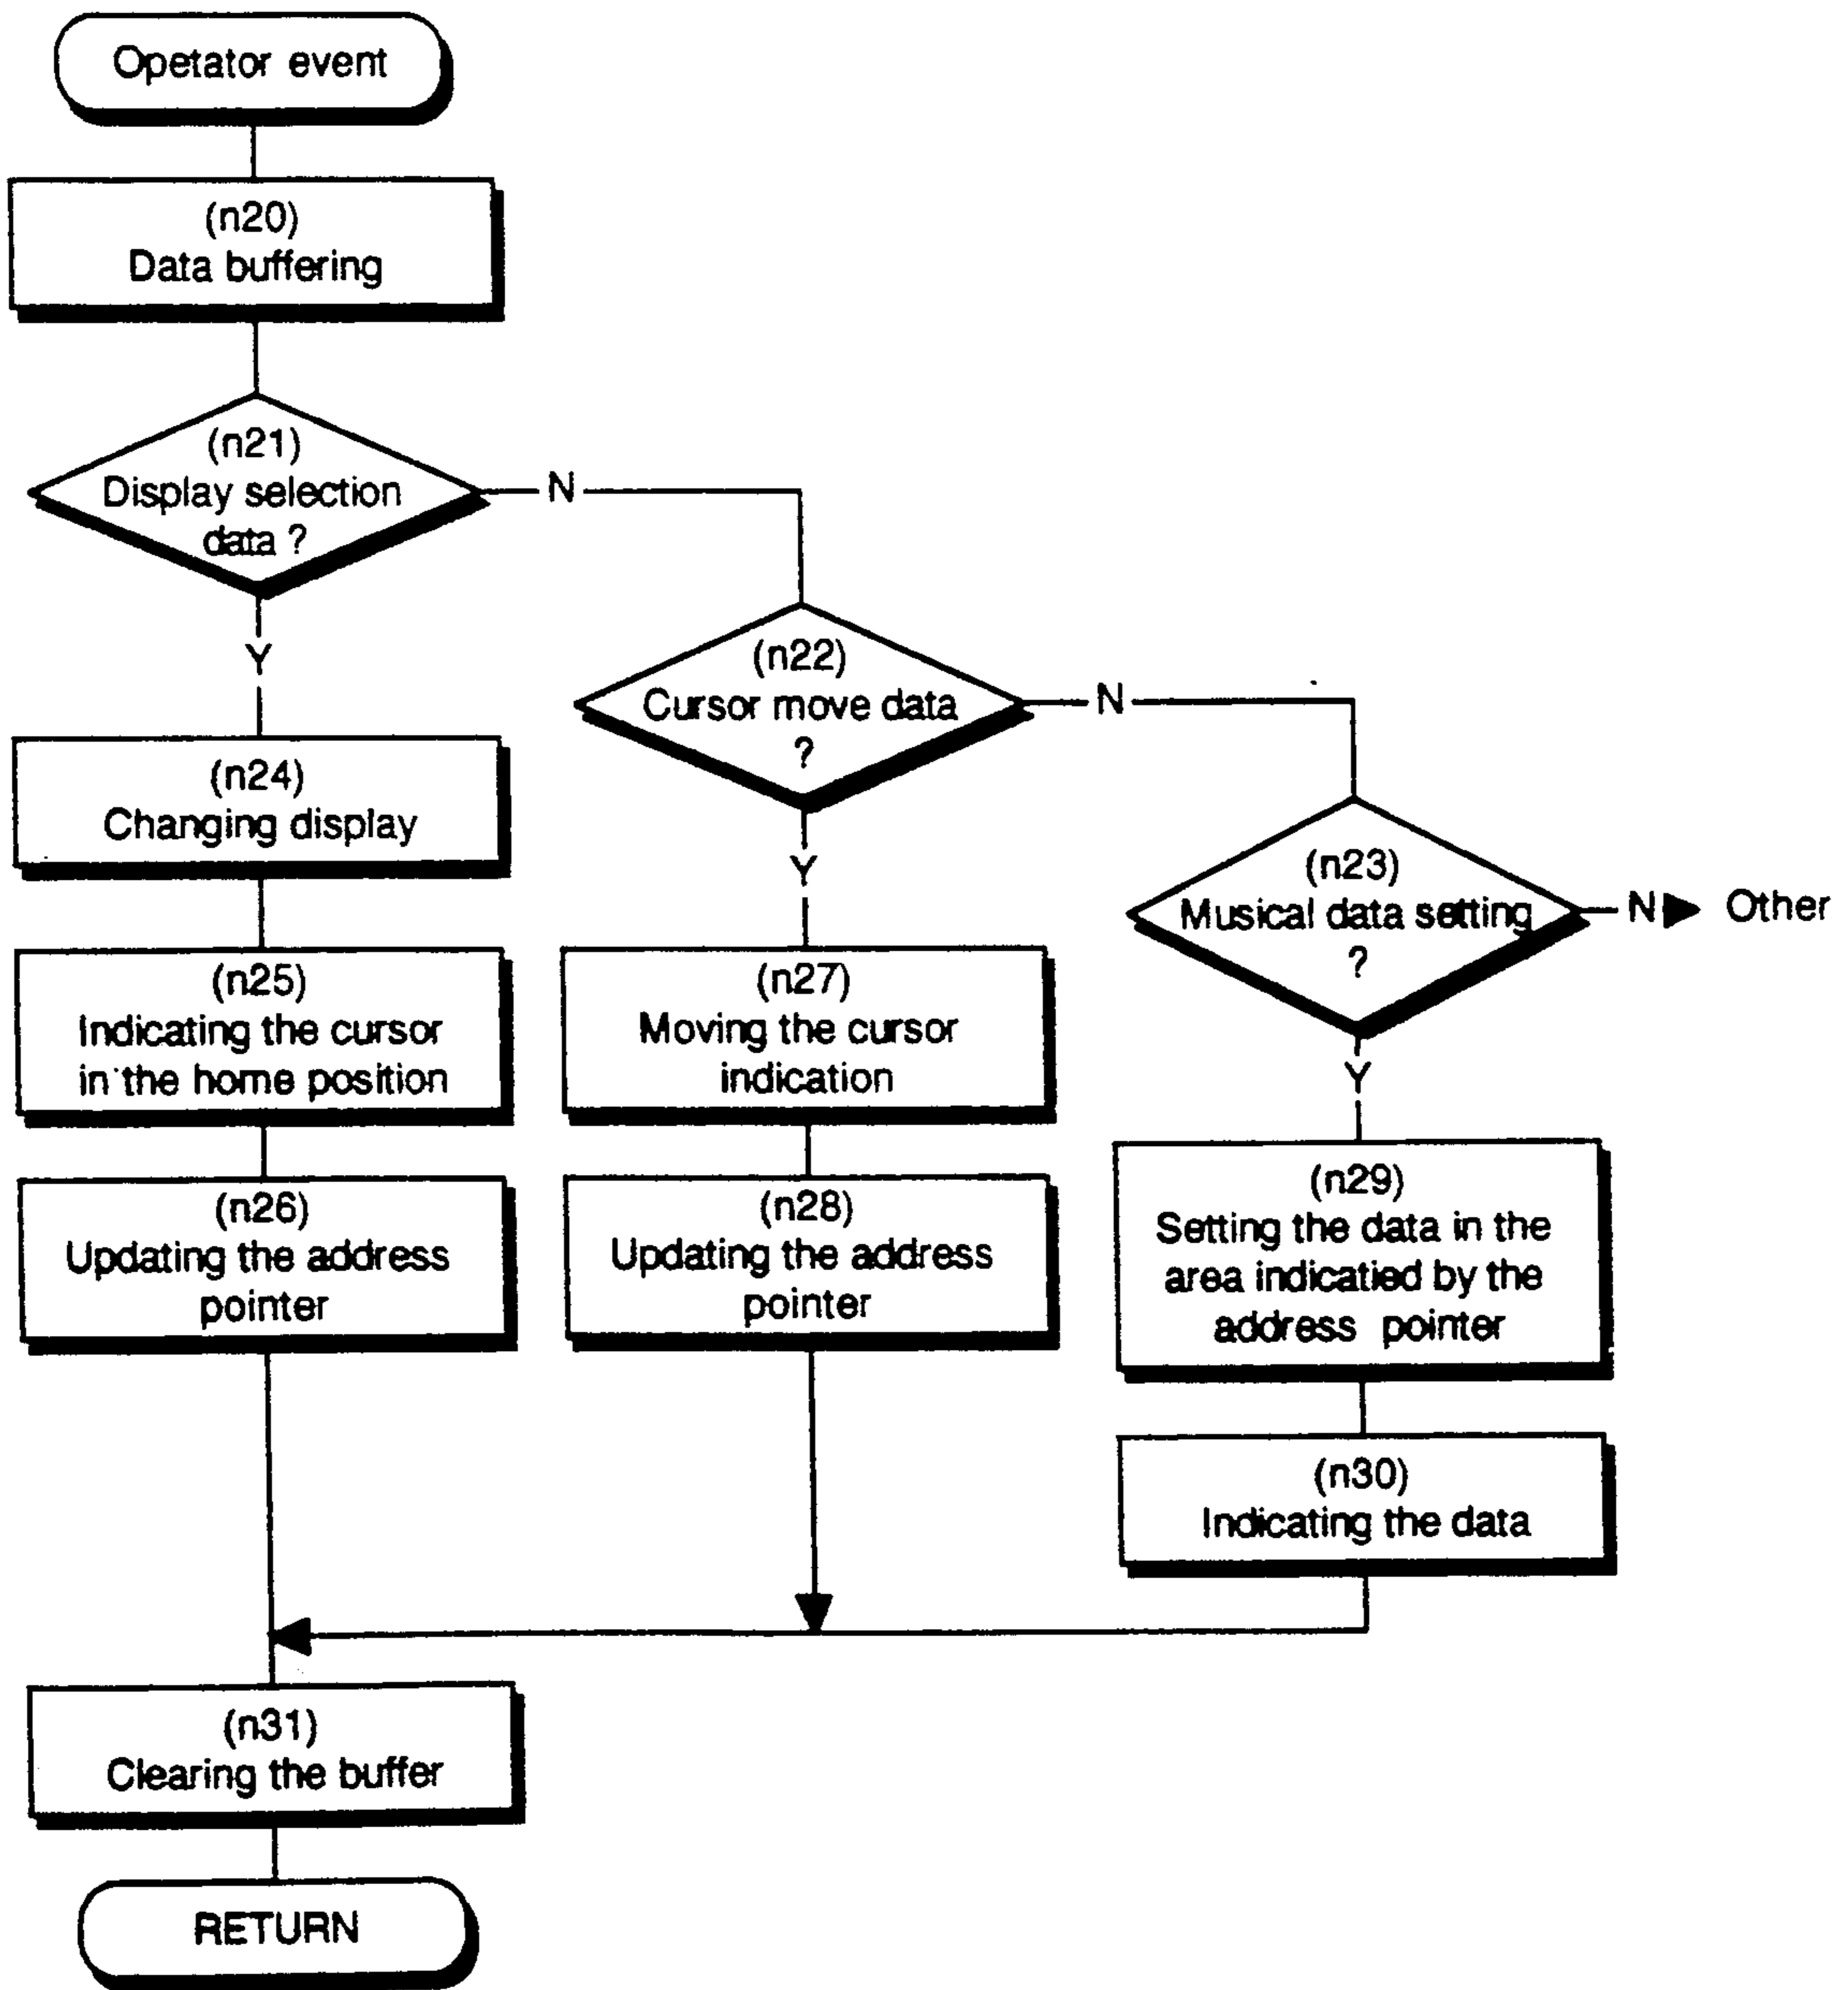 Opetator event
(n20)
Data buffering
(n21)
Display selection
data ?
N
Y
(n22)
Cursor move data
?
N
Y
(n23)
Musical data setting
?
N
Other
Y
(n24)
Changing display
(n25)
Indicating the cursor
in the home position
(n26)
Updating the address
pointer
(n27)
Moving the cursor
indication
(n28)
Updating the address
pointer
(n29)
Setting the data in the
area indicatied by the
address pointer
(n30)
Indicating the data
(n31)
Clearing the buffer
RETURN